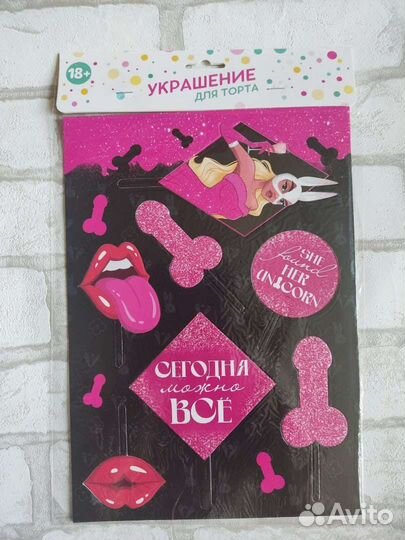 18+
УКРАШЕНИЕ
ДЛЯ ТОРТА
SHE
found
HER
UNICORN
СЕГОДНЯ
можно
ВСЁ
Avito